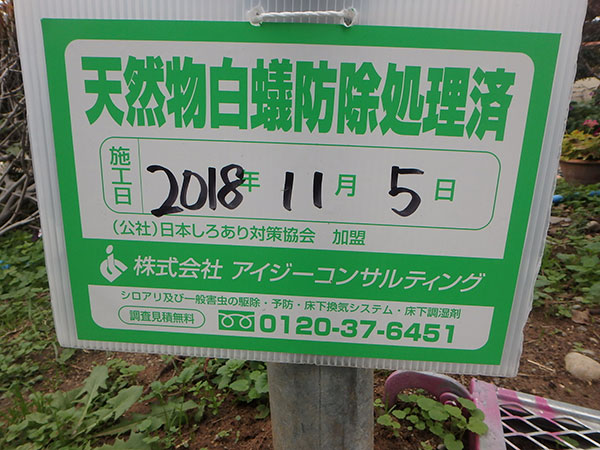 天然物白蟻防除処理済
施工日 2018年 11月 5日
(公社)日本しろあり対策協会 加盟
株式会社 アイジーコンサルティング
シロアリ及び一般害虫の駆除・予防・床下換気システム・床下調湿剤
調査見積無料 0120-37-6451